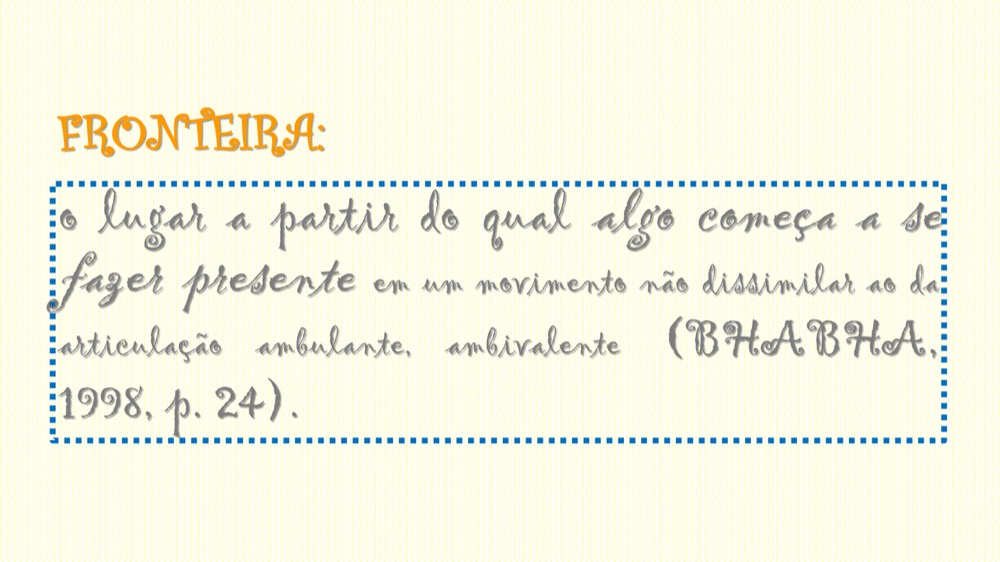 FRONTEIRA:
o lugar a partir do qual algo começa a se
fazer presente em um movimento não dissimilar ao da
articulação ambulante, ambivalente (BHABHA,
1998, p. 24).